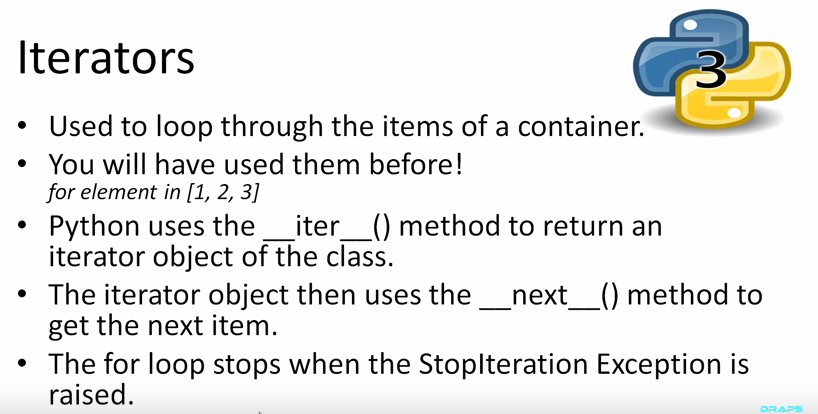 Iterators
3
• Used to loop through the items of a container.
• You will have used them before!
for element in [1, 2, 3]
• Python uses the __iter__() method to return an
iterator object of the class.
• The iterator object then uses the __next__() method to
get the next item.
• The for loop stops when the StopIteration Exception is
raised.
DRAPS